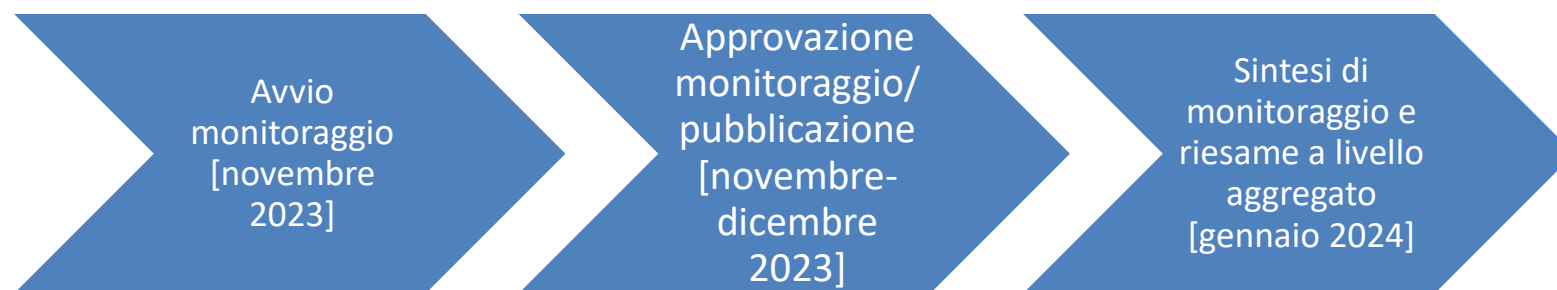 Avvio
monitoraggio
[novembre
2023]
Approvazione
monitoraggio/
pubblicazione
[novembre-
dicembre
2023]
Sintesi di
monitoraggio e
riesame a livello
aggregato
[gennaio 2024]